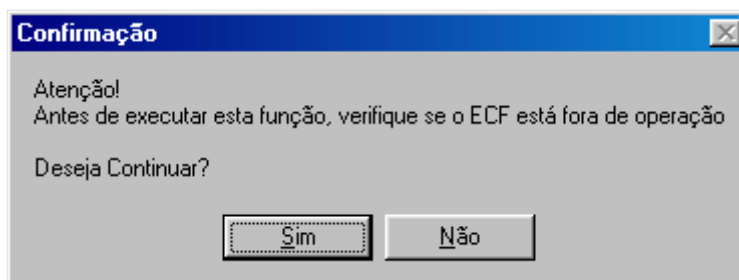 Confirmação
Atenção!
Antes de executar esta função, verifique se o ECF está fora de operação
Deseja Continuar?
Sim
Não